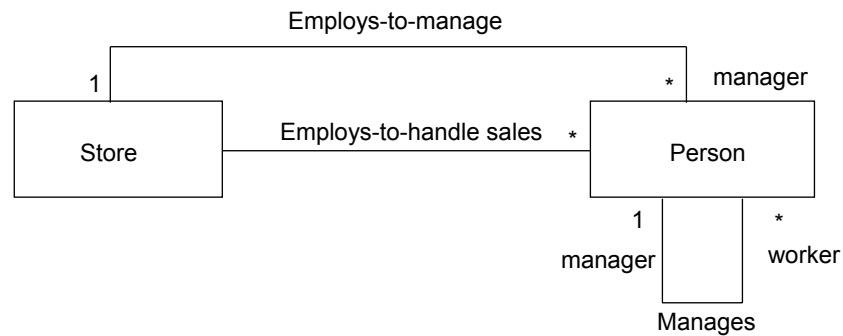 Employs-to-manage
1
*
manager
Store
Employs-to-handle sales
*
Person
1
*
manager
worker
Manages